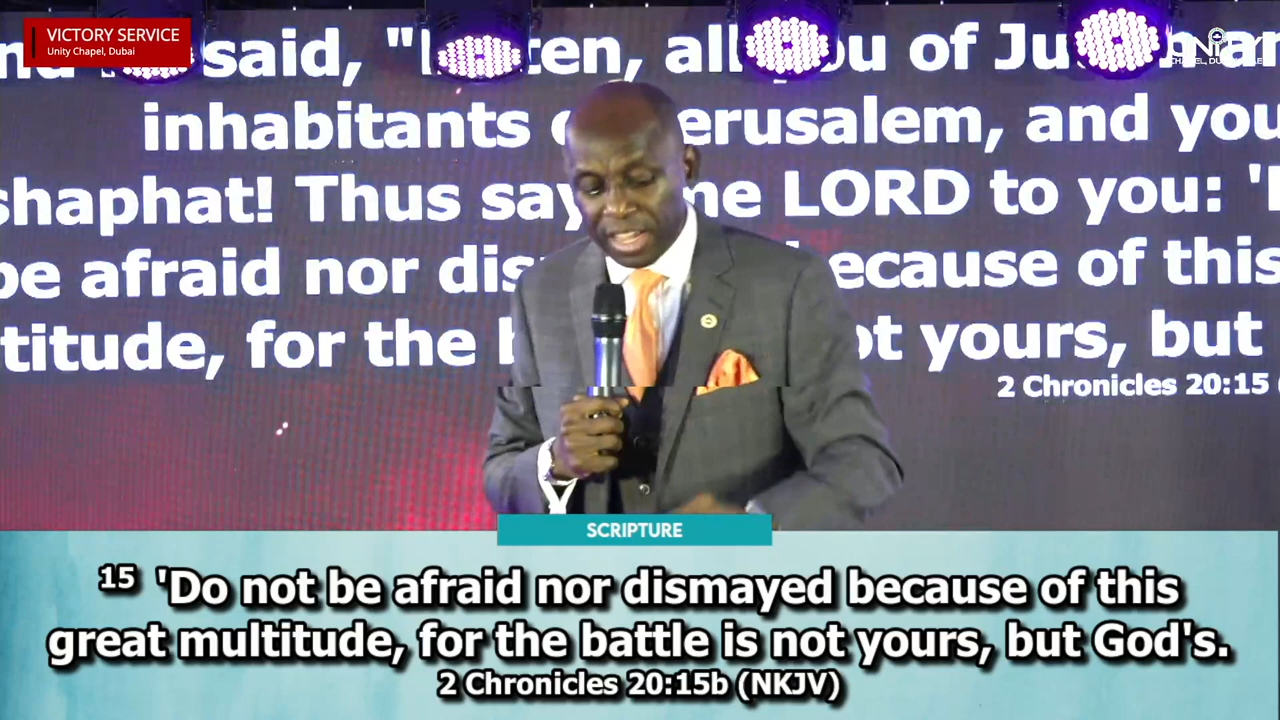 VICTORY SERVICE
Unity Chapel, Dubai
said, "
all
of
inhabitants
erusalem, and you
shaphat! Thus say
LORD to you: '
be afraid nor dis
ecause of this
titude, for the
ot yours, but
2 Chronicles 20:15
SCRIPTURE
15 'Do not be afraid nor dismayed because of this
great multitude, for the battle is not yours, but God's.
2 Chronicles 20:15b (NKJV)